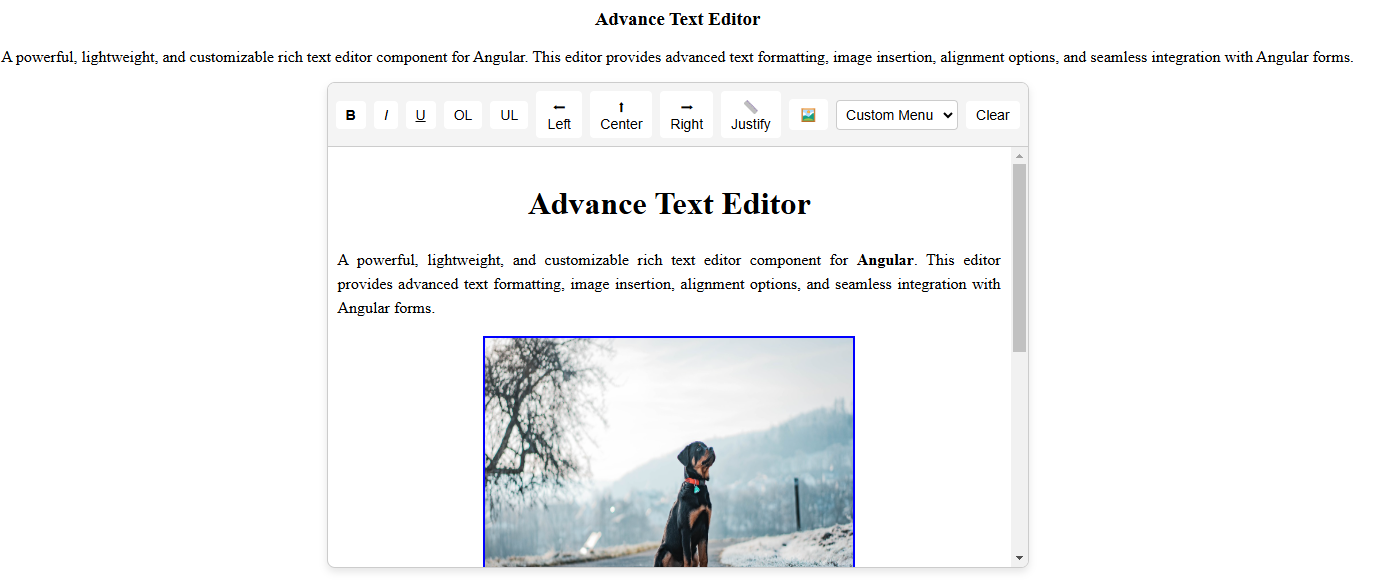 Advance Text Editor
A powerful, lightweight, and customizable rich text editor component for Angular. This editor provides advanced text formatting, image insertion, alignment options, and seamless integration with Angular forms.
B I U OL UL ← Left ↑ Center → Right 📏 Justify 🖼️ Custom Menu Clear
Advance Text Editor
A powerful, lightweight, and customizable rich text editor component for Angular. This editor
provides advanced text formatting, image insertion, alignment options, and seamless integration with
Angular forms.